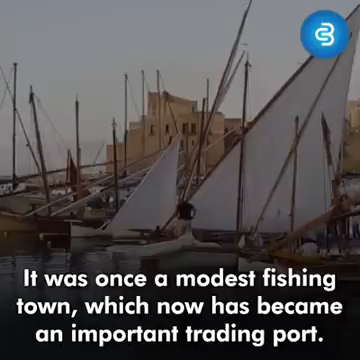 It was once a modest fishing
town, which now has became
an important trading port.